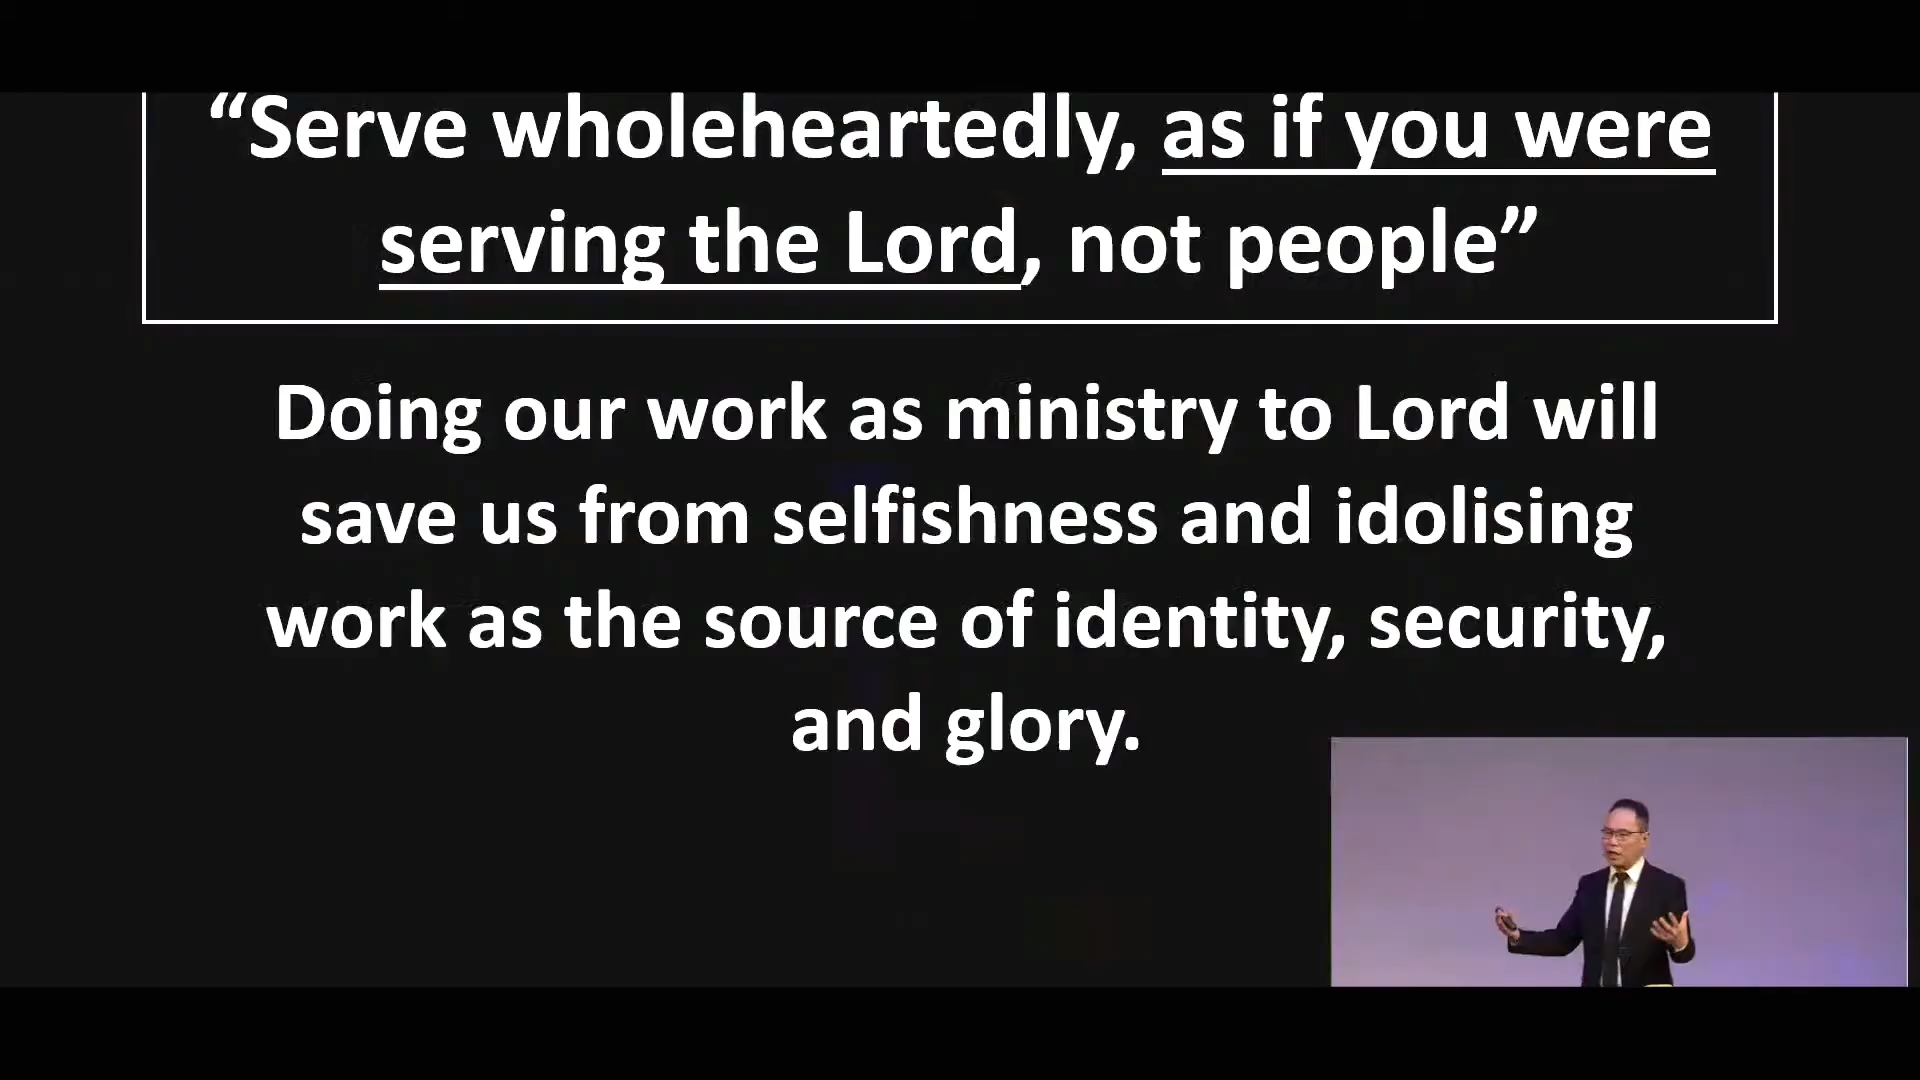 “Serve wholeheartedly, as if you were
serving the Lord, not people”
Doing our work as ministry to Lord will
save us from selfishness and idolising
work as the source of identity, security,
and glory.